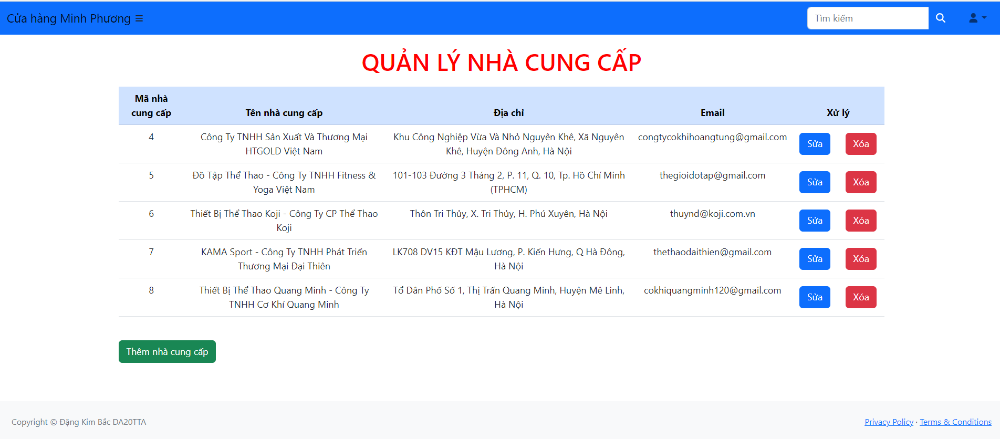 Cửa hàng Minh Phương
Tìm kiếm
QUẢN LÝ NHÀ CUNG CẤP
Mã nhà
cung cấp
Tên nhà cung cấp
Địa chỉ
Email
Xử lý
4
Công Ty TNHH Sản Xuất Và Thương Mại
HTGOLD Việt Nam
Khu Công Nghiệp Vừa Và Nhỏ Nguyên Khê, Xã Nguyên
Khê, Huyện Đông Anh, Hà Nội
congtycokhihoangtung@gmail.com
Sửa
Xóa
5
Đồ Tập Thể Thao - Công Ty TNHH Fitness &
Yoga Việt Nam
101-103 Đường 3 Tháng 2, P. 11, Q. 10, Tp. Hồ Chí Minh
(TPHCM)
thegioidotap@gmail.com
Sửa
Xóa
6
Thiết Bị Thể Thao Koji - Công Ty CP Thể Thao
Koji
Thôn Tri Thủy, X. Tri Thủy, H. Phú Xuyên, Hà Nội
thuynd@koji.com.vn
Sửa
Xóa
7
KAMA Sport - Công Ty TNHH Phát Triển
Thương Mại Đại Thiên
LK708 DV15 KĐT Mậu Lương, P. Kiến Hưng, Q Hà Đông,
Hà Nội
thethaodaithien@gmail.com
Sửa
Xóa
8
Thiết Bị Thể Thao Quang Minh - Công Ty
TNHH Cơ Khí Quang Minh
Tổ Dân Phố Số 1, Thị Trấn Quang Minh, Huyện Mê Linh,
Hà Nội
cokhiquangminh120@gmail.com
Sửa
Xóa
Thêm nhà cung cấp
Copyright © Đặng Kim Bắc DA20TTA
Privacy Policy · Terms & Conditions